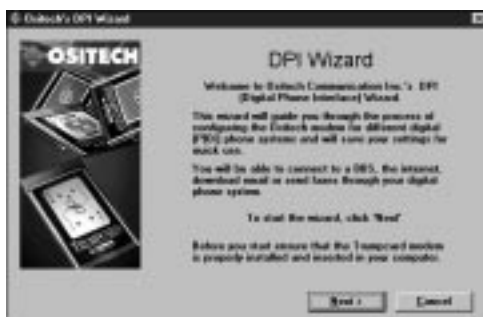 Ositech's DPI Wizard
OSITECH
DPI Wizard
Welcome to Ositech Communication Inc.'s DPI
(Digital Phone Interface) Wizard.
This wizard will guide you through the process of
configuring the Ositech modem for different digital
(PBX) phone systems and will save your settings for
quick use.
You will be able to connect to a BBS, the internet,
download email or send faxes through your digital
phone system.
To start the wizard, click 'Next'
Before you start ensure that the Trumpcard modem
is properly installed and inserted in your computer.
Next >
Cancel